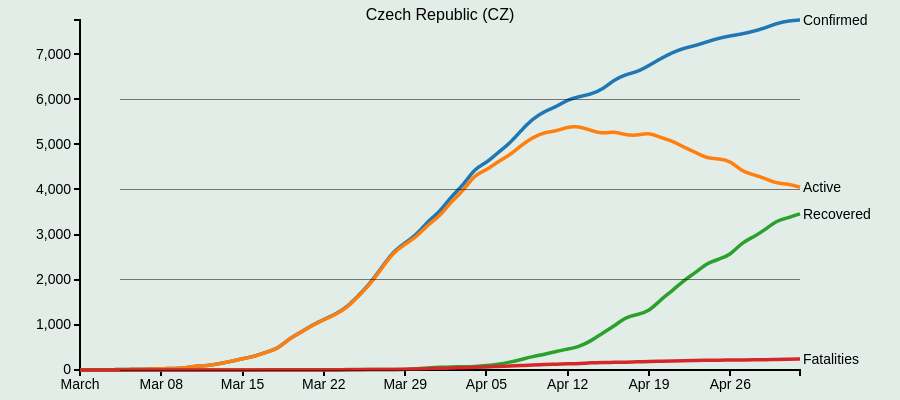 Czech Republic (CZ)
7,000
6,000
5,000
4,000
3,000
2,000
1,000
0
Confirmed
Active
Recovered
Fatalities
March Mar 08 Mar 15 Mar 22 Mar 29 Apr 05 Apr 12 Apr 19 Apr 26